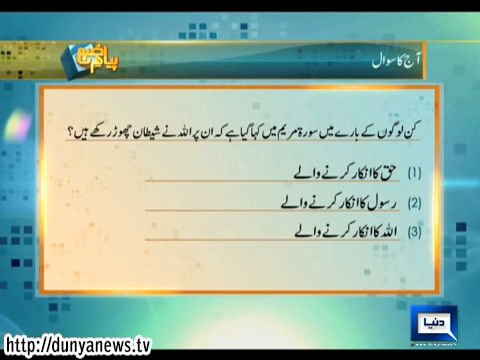 پیام صبح
آج کا سوال
کن لوگوں کے بارے میں سورۃ مریم میں کہا گیا ہے کہ ان پر اللہ نے شیطان چھوڑ رکھے ہیں؟
(1) حق کا انکار کرنے والے
(2) رسول کا انکار کرنے والے
(3) اللہ کا انکار کرنے والے
دنیا
http://dunyanews.tv